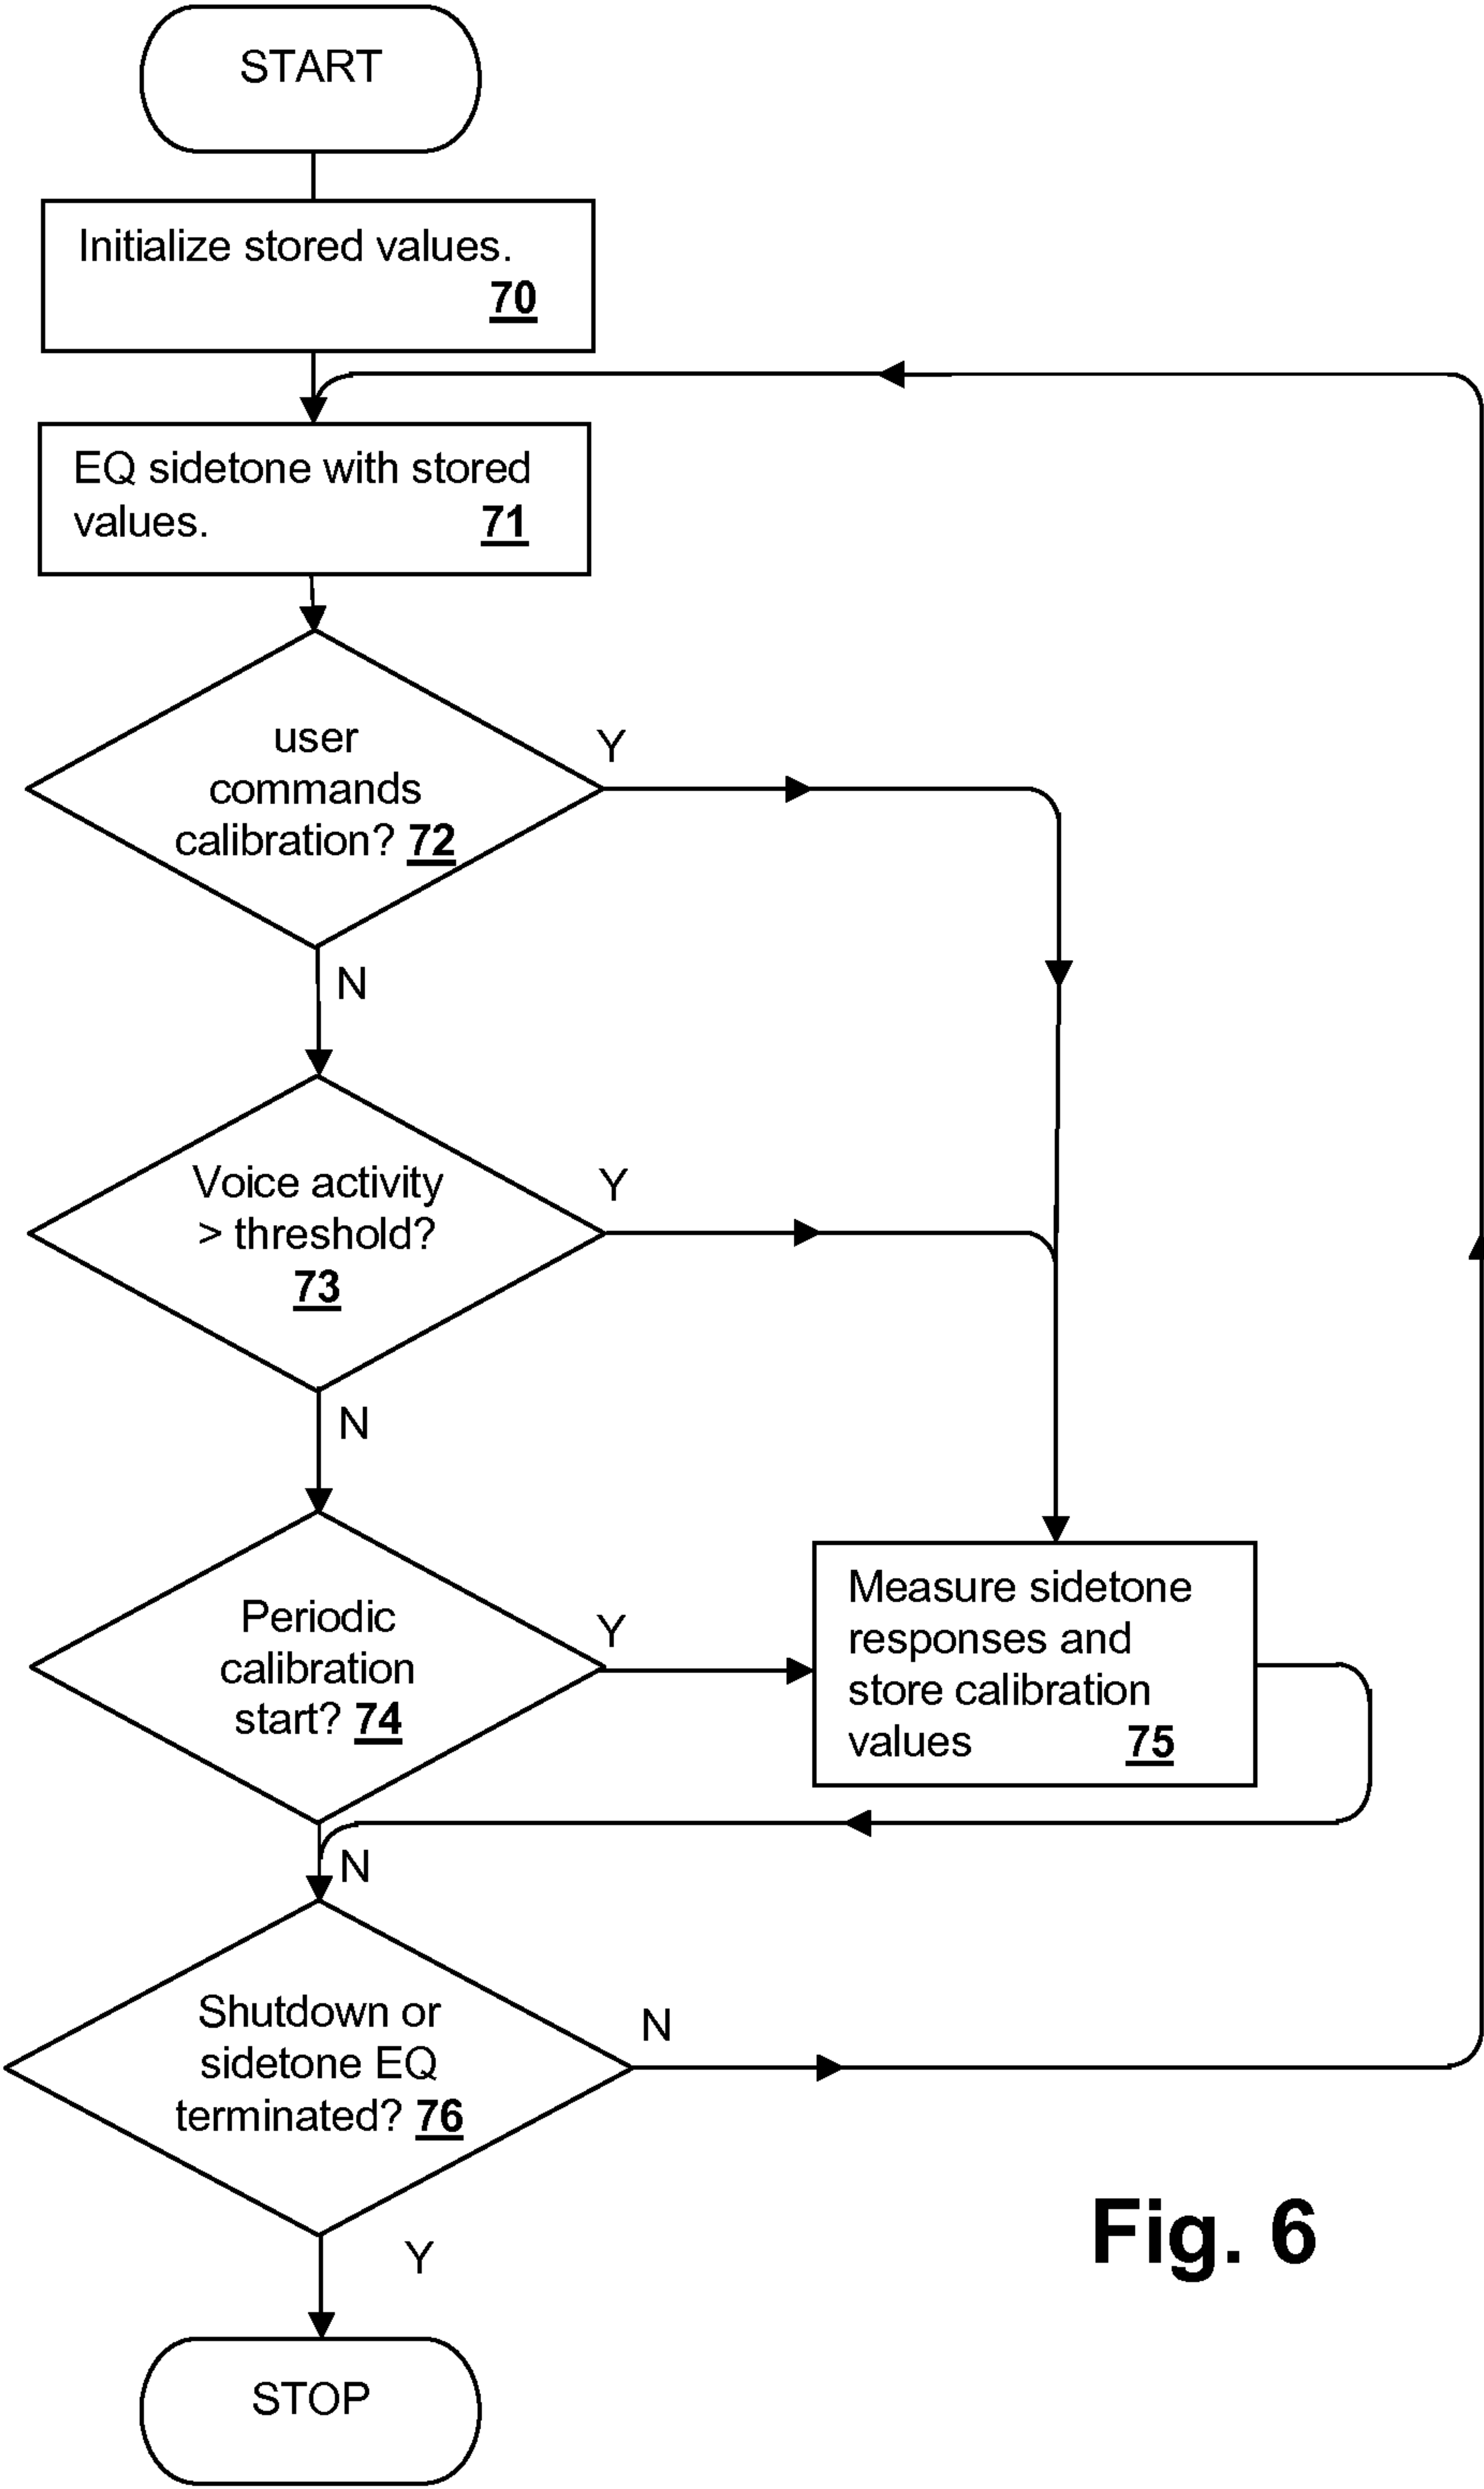 START
Initialize stored values.
70
EQ sidetone with stored
values. 71
user
commands
calibration? 72
Y
N
Voice activity
> threshold?
73
Y
N
Periodic
calibration
start? 74
Y
Measure sidetone
responses and
store calibration
values 75
N
Shutdown or
sidetone EQ
terminated? 76
N
Y
Fig. 6
STOP